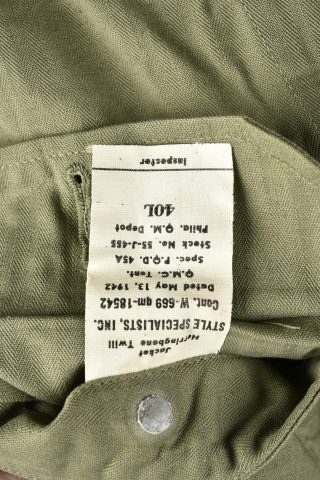 Jacket
Herringbone Twill
STYLE SPECIALISTS, INC.
Cont. W-669 qm-18542
Dated May 13, 1942
Q.M.C. Tent.
Spec. P.Q.D. 45A
Stock No. 55-J-455
Phila. Q.M. Depot
40L
Inspector